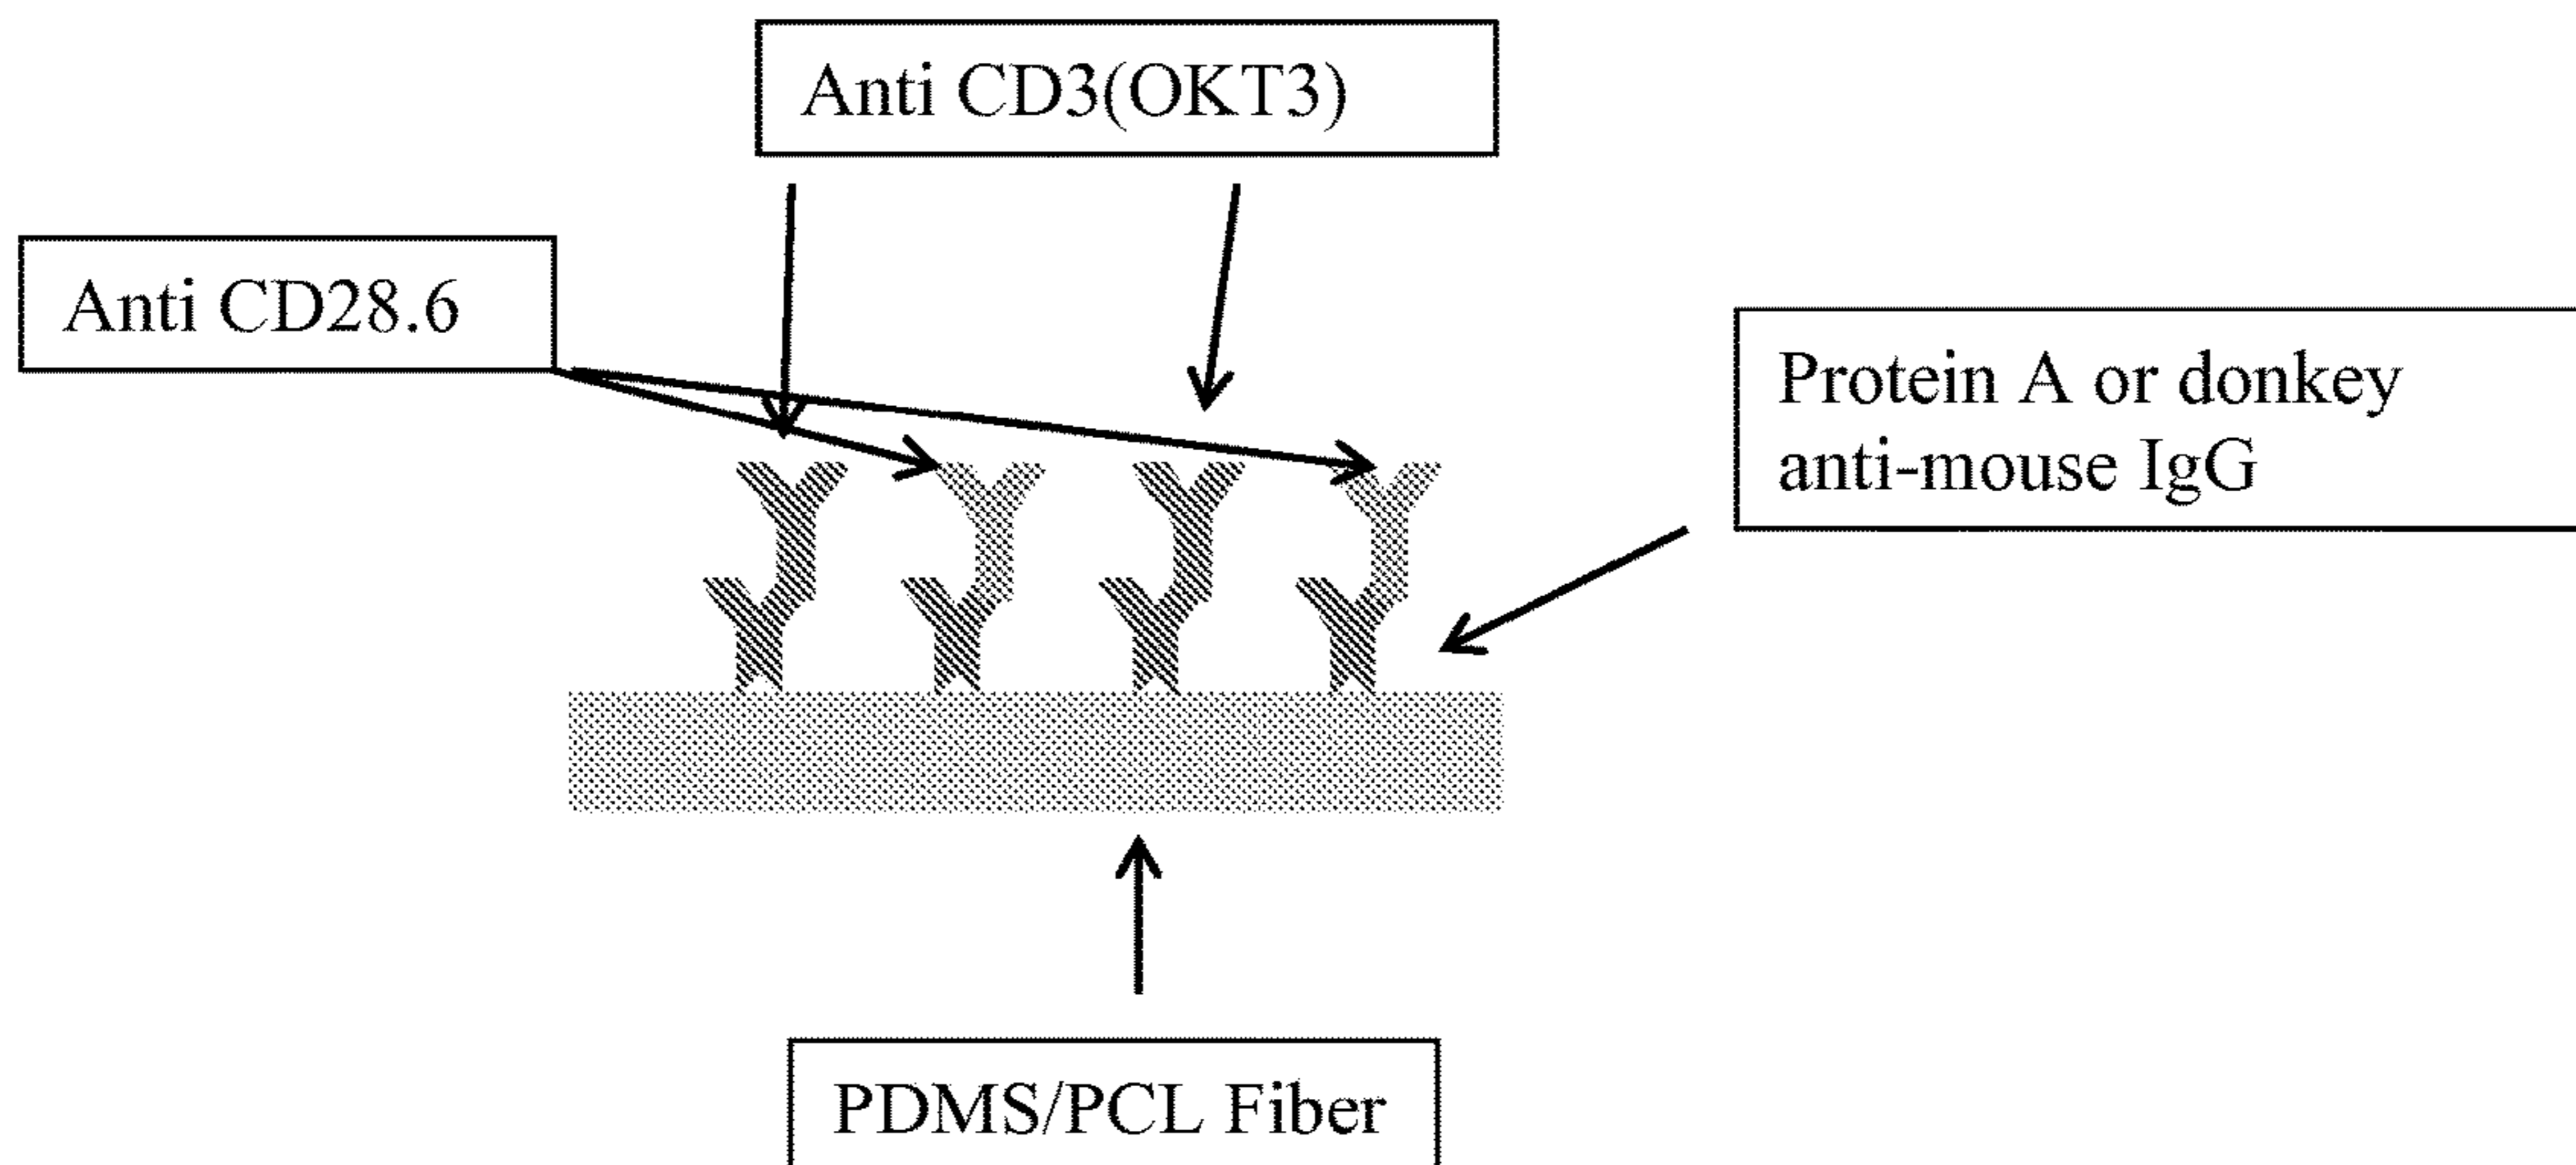 Anti CD3(OKT3)
Anti CD28.6
Protein A or donkey
anti-mouse IgG
PDMS/PCL Fiber